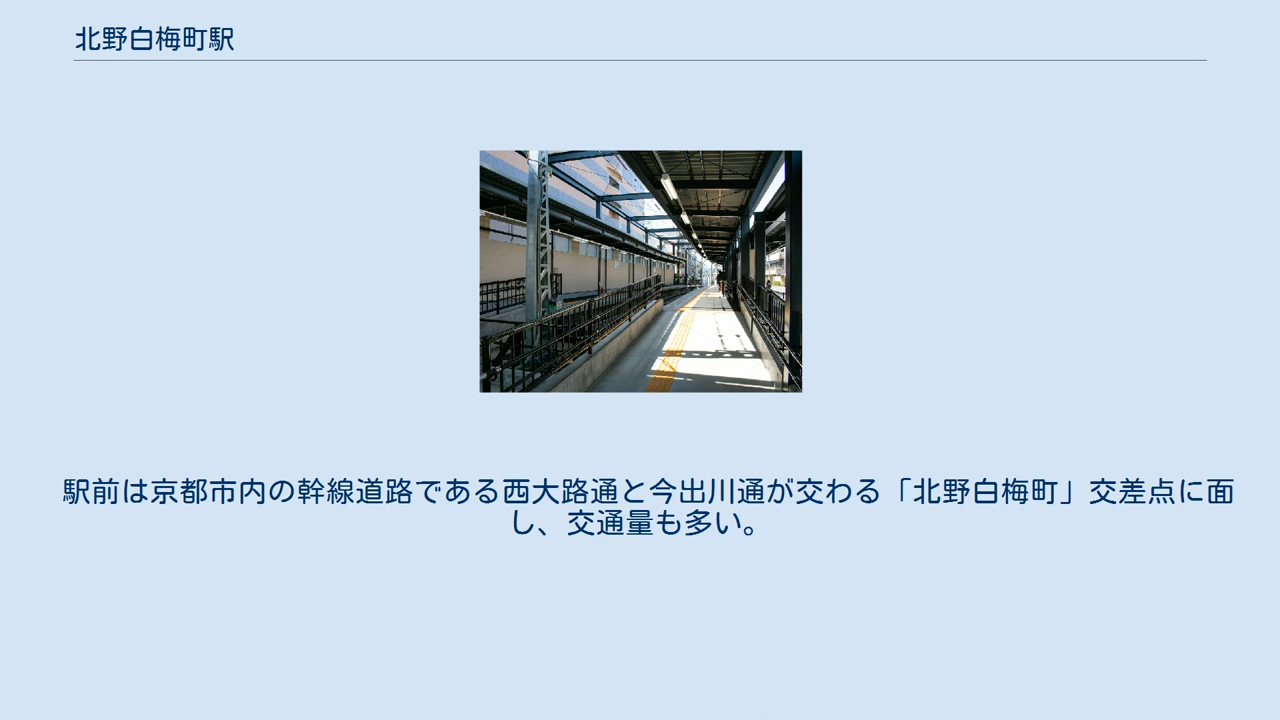 北野白梅町駅
駅前は京都市内の幹線道路である西大路通と今出川通が交わる「北野白梅町」交差点に面
し、交通量も多い。